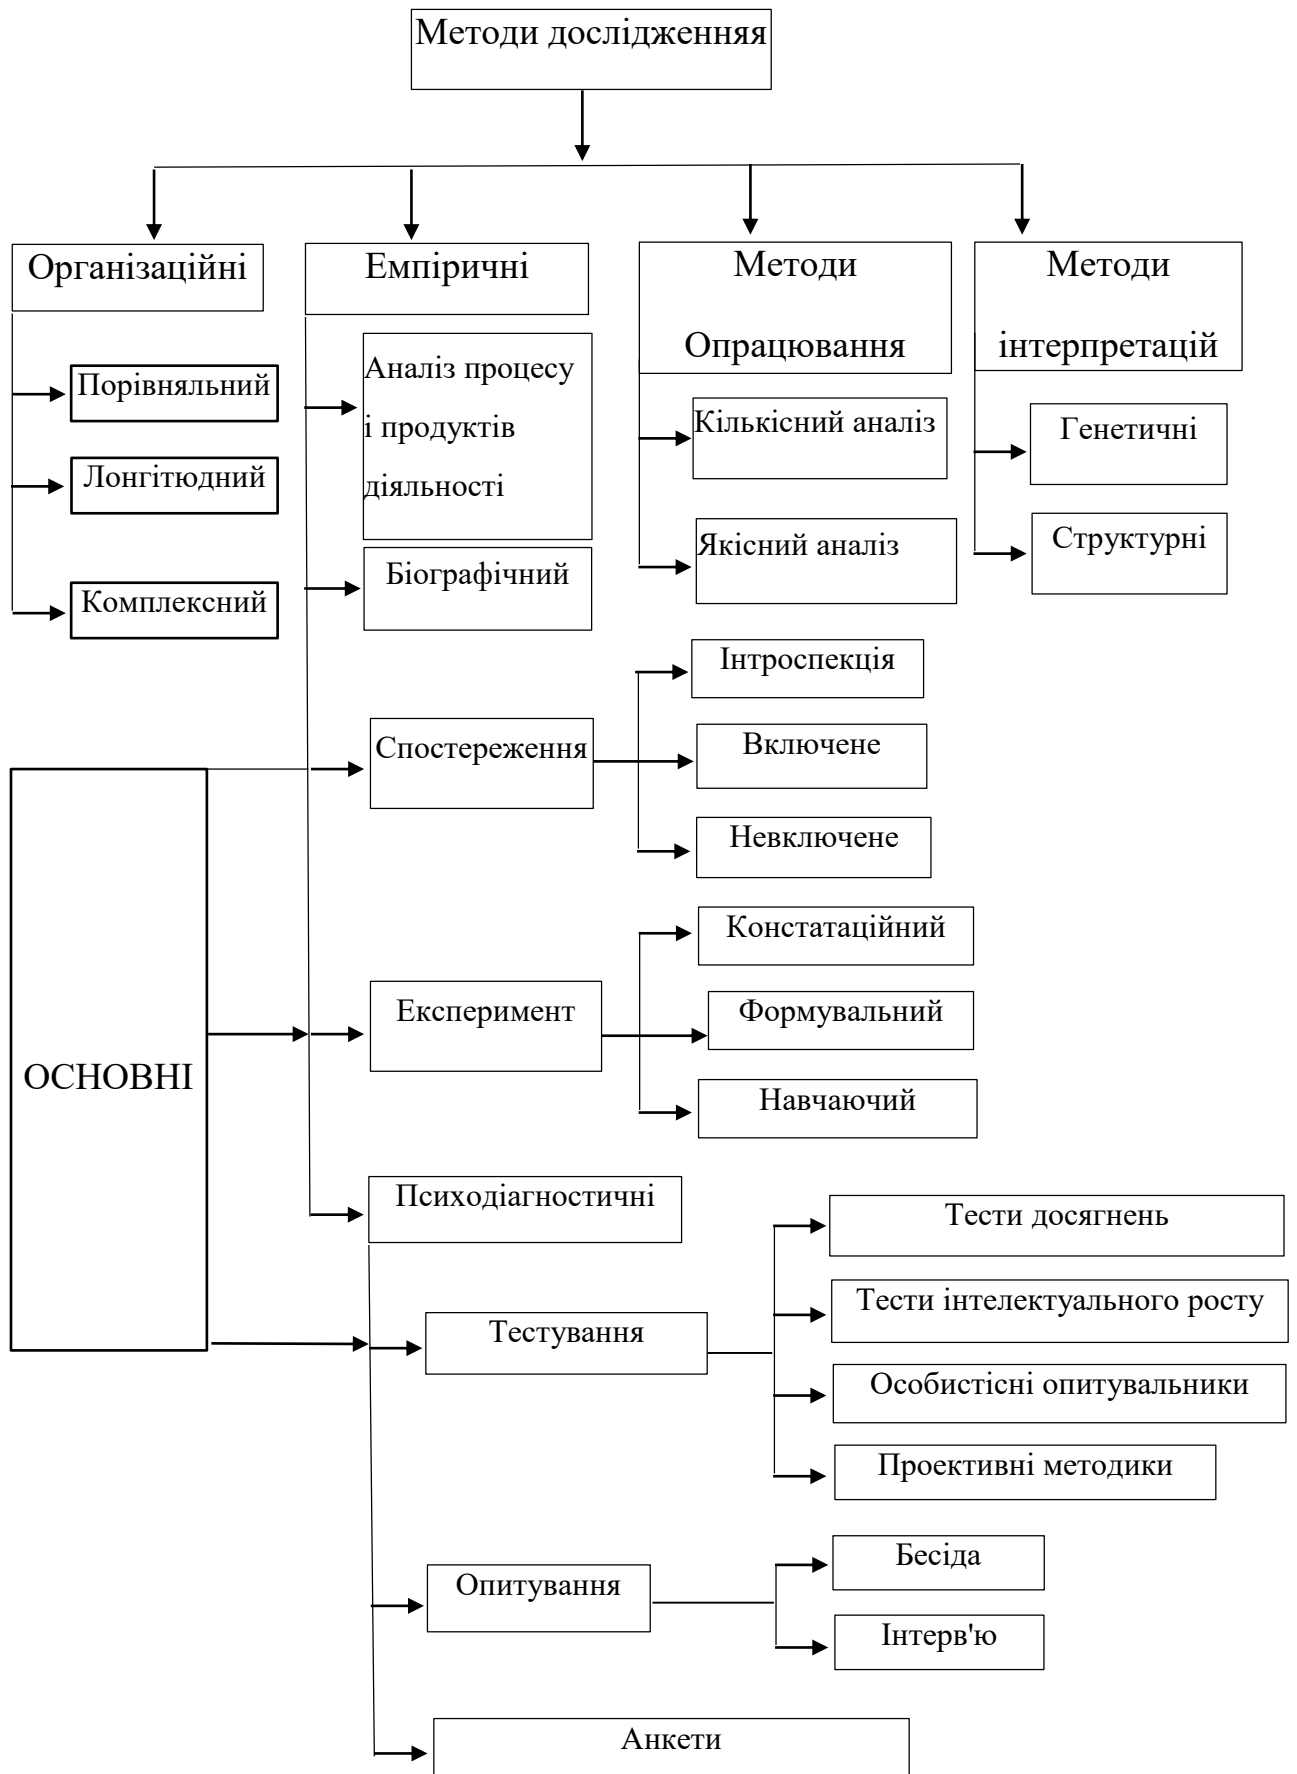 Методи дослідженняя
Організаційні
Емпіричні
Методи
Опрацювання
Методи
інтерпретацій
Порівняльний
Лонгітюдний
Комплексний
Аналіз процесу
і продуктів
діяльності
Біографічний
Кількісний аналіз
Якісний аналіз
Генетичні
Структурні
ОСНОВНІ
Спостереження
Інтроспекція
Включене
Невключене
Експеримент
Констатаційний
Формувальний
Навчаючий
Психодіагностичні
Тестування
Тести досягнень
Тести інтелектуального росту
Особистісні опитувальники
Проективні методики
Опитування
Бесіда
Інтерв'ю
Анкети